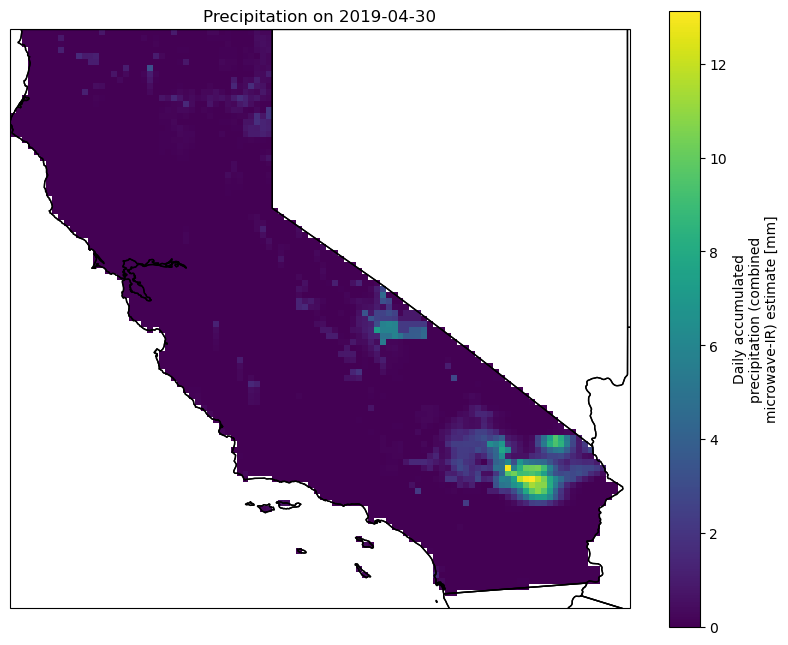 Precipitation on 2019-04-30
12
10
8
6
4
2
0
Daily accumulated
precipitation (combined
microwave-IR) estimate [mm]